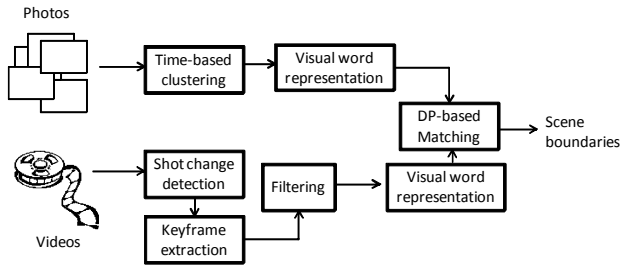 Photos
Time-based
clustering
Visual word
representation
DP-based
Matching
Scene
boundaries
Videos
Shot change
detection
Keyframe
extraction
Filtering
Visual word
representation